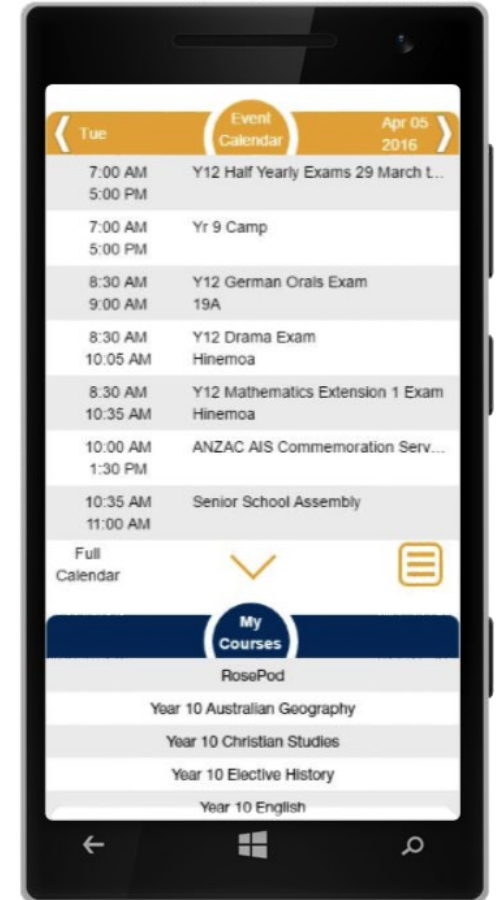 Tue
Event
Calendar
Apr 05
2016
7:00 AM
5:00 PM
Y12 Half Yearly Exams 29 March t...
7:00 AM
5:00 PM
Yr 9 Camp
8:30 AM
9:00 AM
Y12 German Orals Exam
19A
8:30 AM
10:05 AM
Y12 Drama Exam
Hinemoa
8:30 AM
10:35 AM
Y12 Mathematics Extension 1 Exam
Hinemoa
10:00 AM
1:30 PM
ANZAC AIS Commemoration Serv...
10:35 AM
11:00 AM
Senior School Assembly
Full
Calendar
My
Courses
RosePod
Year 10 Australian Geography
Year 10 Christian Studies
Year 10 Elective History
Year 10 English